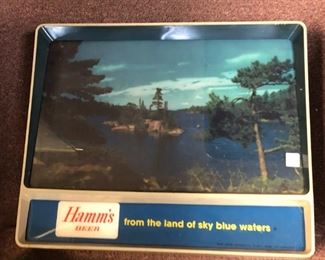 Hamm's
BEER
from the land of sky blue waters